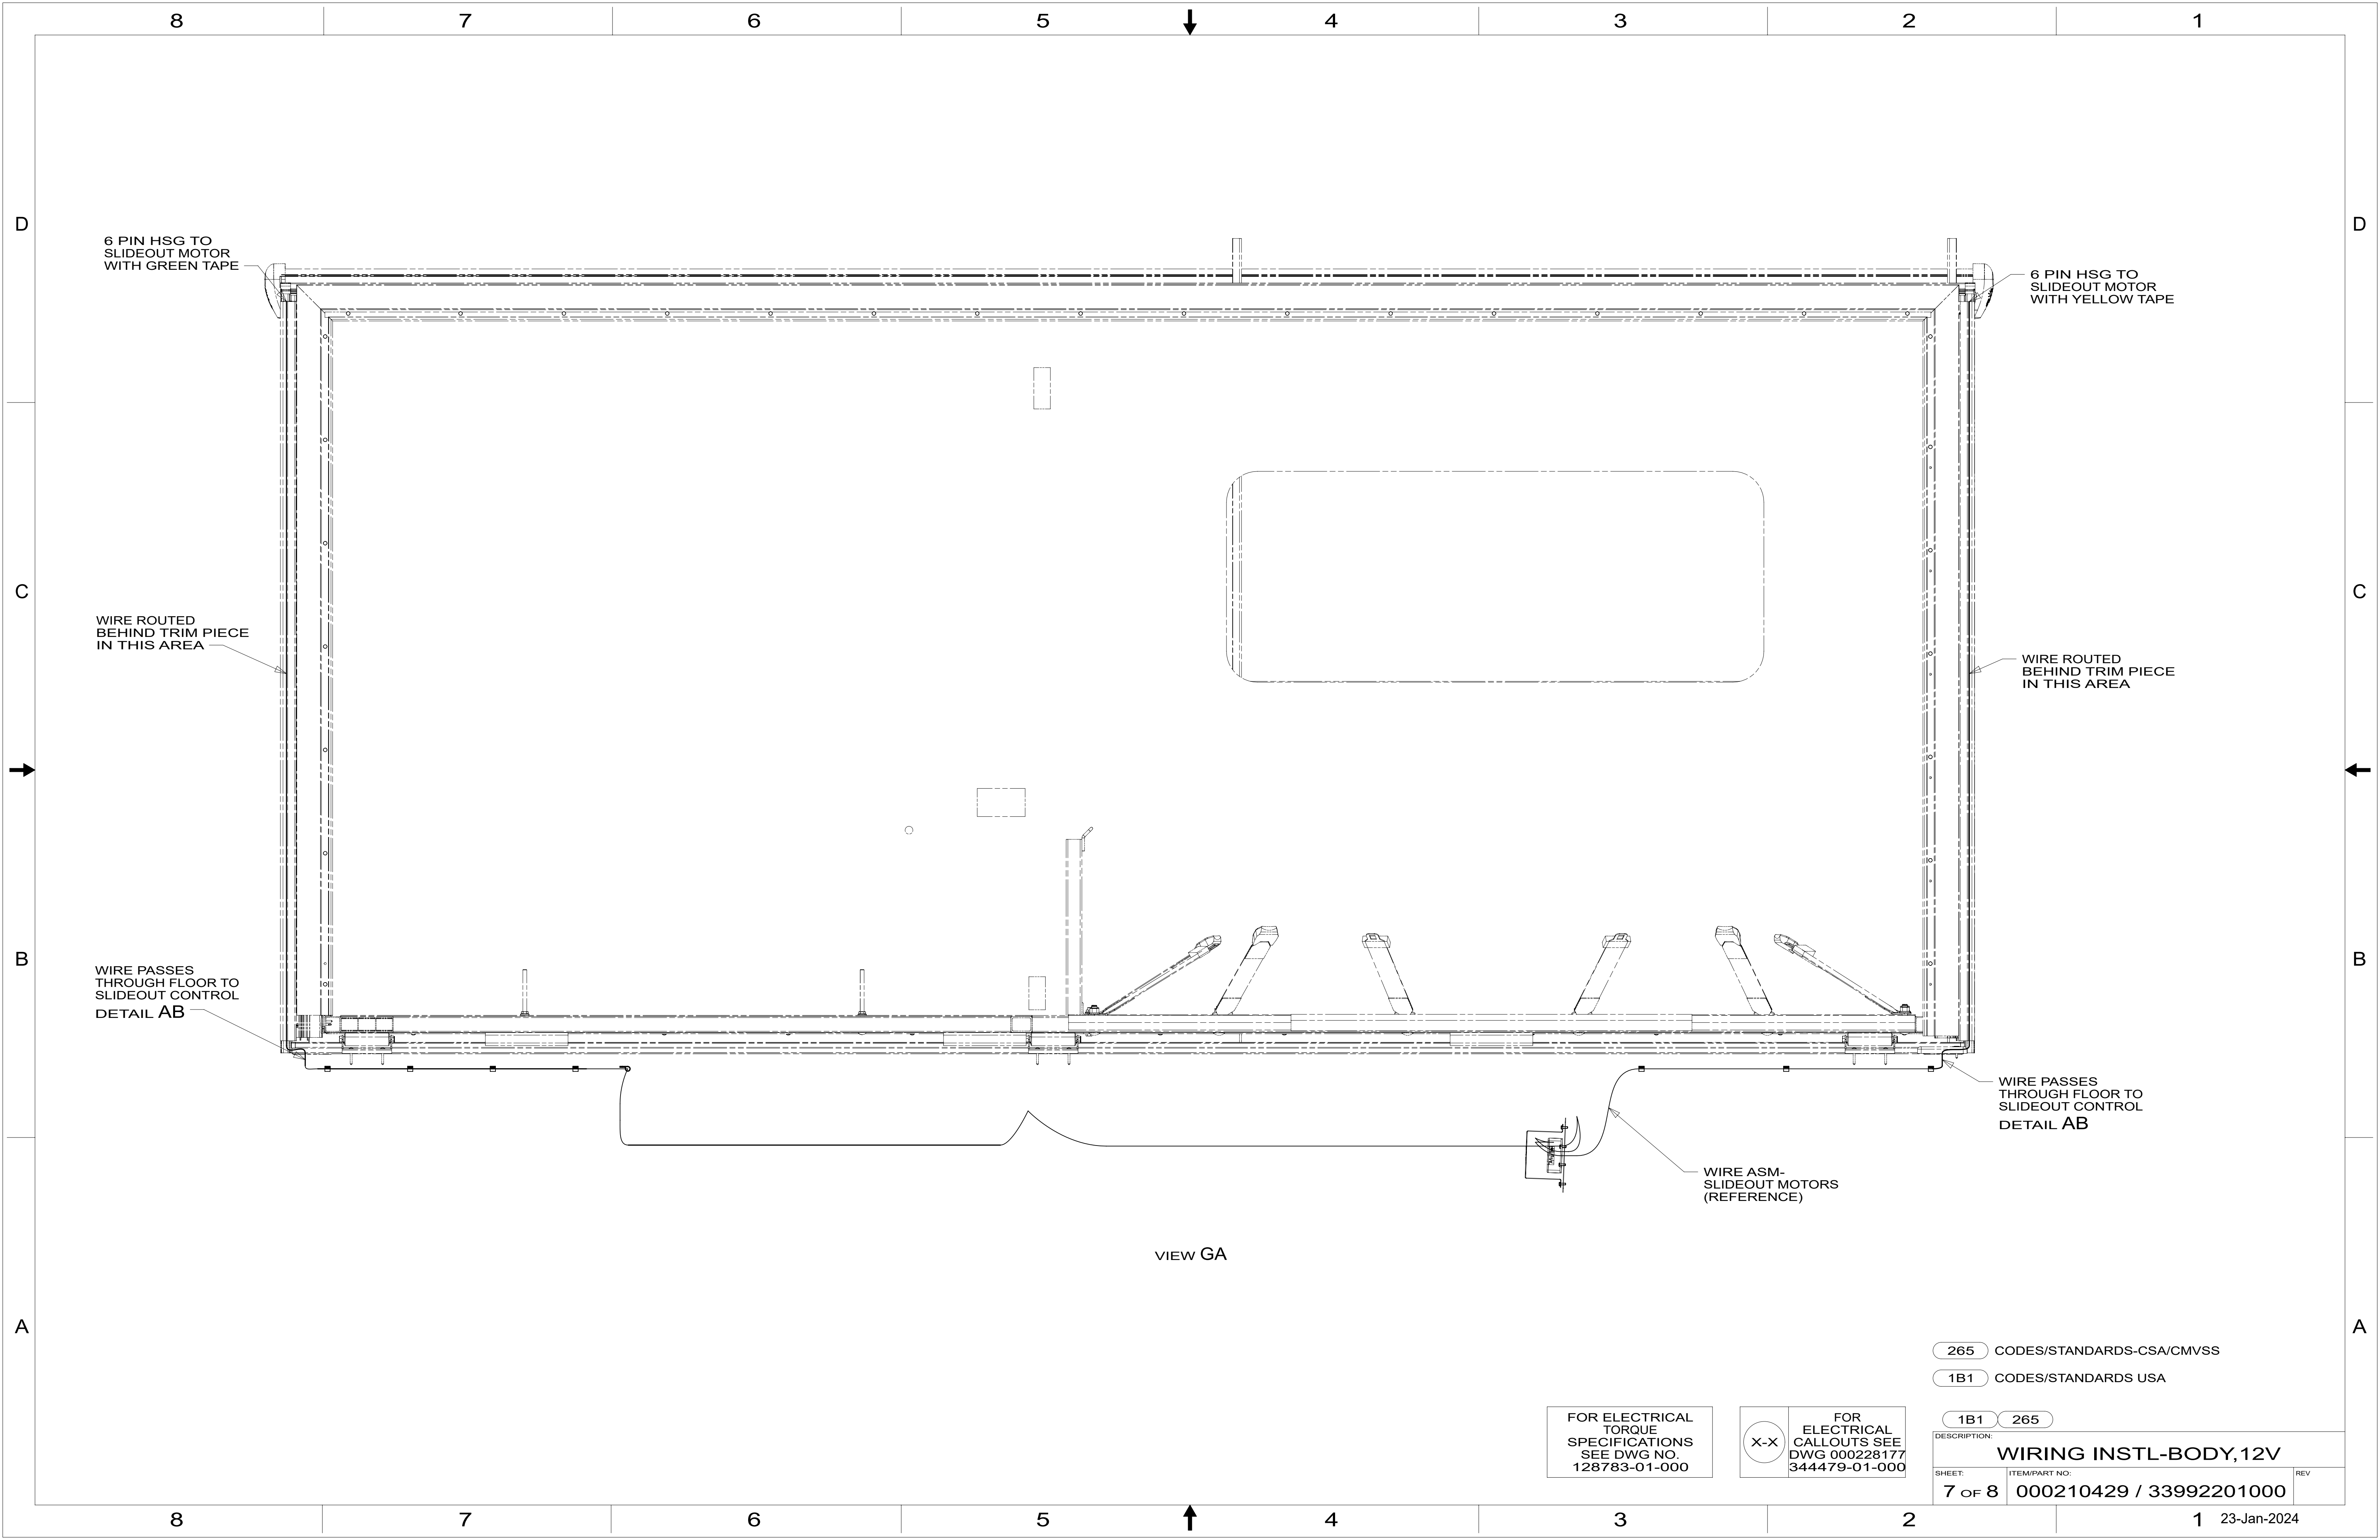 8 7 6 5 4 3 2 1
D
D
6 PIN HSG TO
SLIDEOUT MOTOR
WITH GREEN TAPE
6 PIN HSG TO
SLIDEOUT MOTOR
WITH YELLOW TAPE
C
C
WIRE ROUTED
BEHIND TRIM PIECE
IN THIS AREA
WIRE ROUTED
BEHIND TRIM PIECE
IN THIS AREA
B
B
WIRE PASSES
THROUGH FLOOR TO
SLIDEOUT CONTROL
DETAIL AB
WIRE PASSES
THROUGH FLOOR TO
SLIDEOUT CONTROL
DETAIL AB
WIRE ASM-
SLIDEOUT MOTORS
(REFERENCE)
VIEW GA
A
A
265 CODES/STANDARDS-CSA/CMVSS
1B1 CODES/STANDARDS USA
FOR ELECTRICAL
TORQUE
SPECIFICATIONS
SEE DWG NO.
128783-01-000
X-X
FOR
ELECTRICAL
CALLOUTS SEE
DWG 000228177
344479-01-000
1B1 265
DESCRIPTION:
WIRING INSTL-BODY,12V
SHEET:
7 OF 8
ITEM/PART NO:
000210429 / 33992201000
REV
8 7 6 5 4 3 2 1
23-Jan-2024